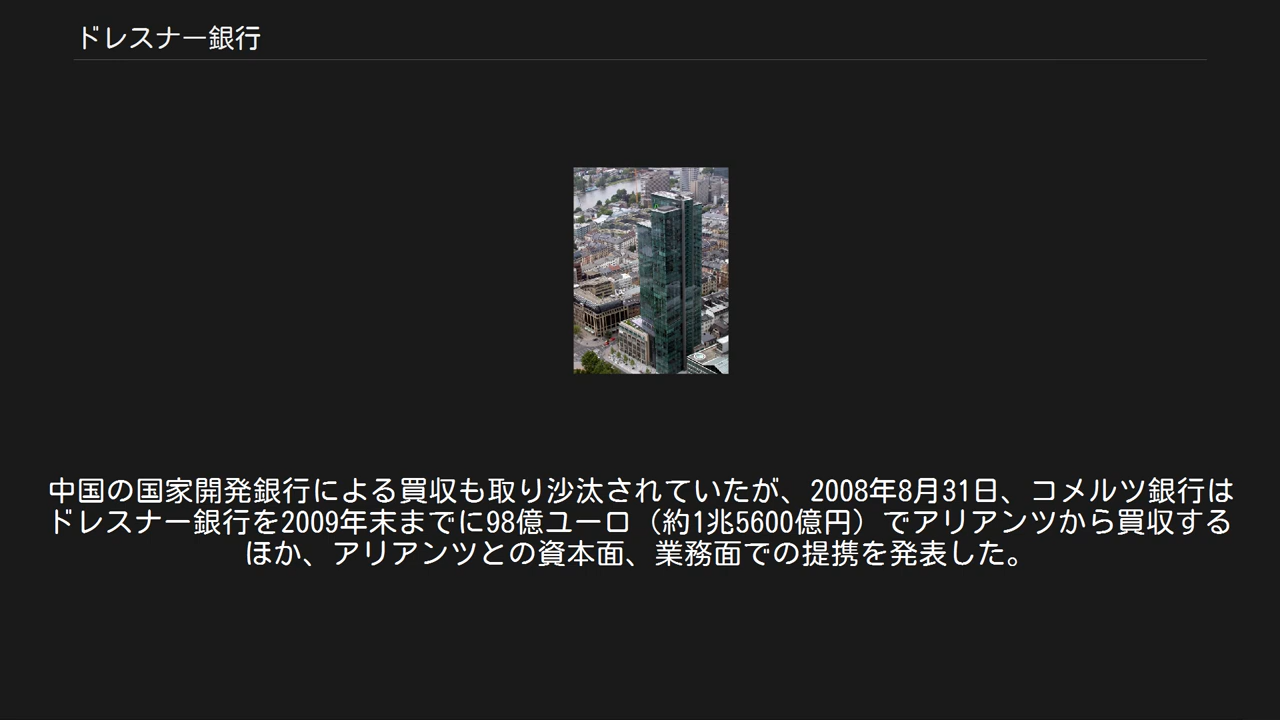 ドレスナー銀行
中国の国家開発銀行による買収も取り沙汰されていたが、2008年8月31日、コメルツ銀行は
ドレスナー銀行を2009年末までに98億ユーロ（約1兆5600億円）でアリアンツから買収する
ほか、アリアンツとの資本面、業務面での提携を発表した。